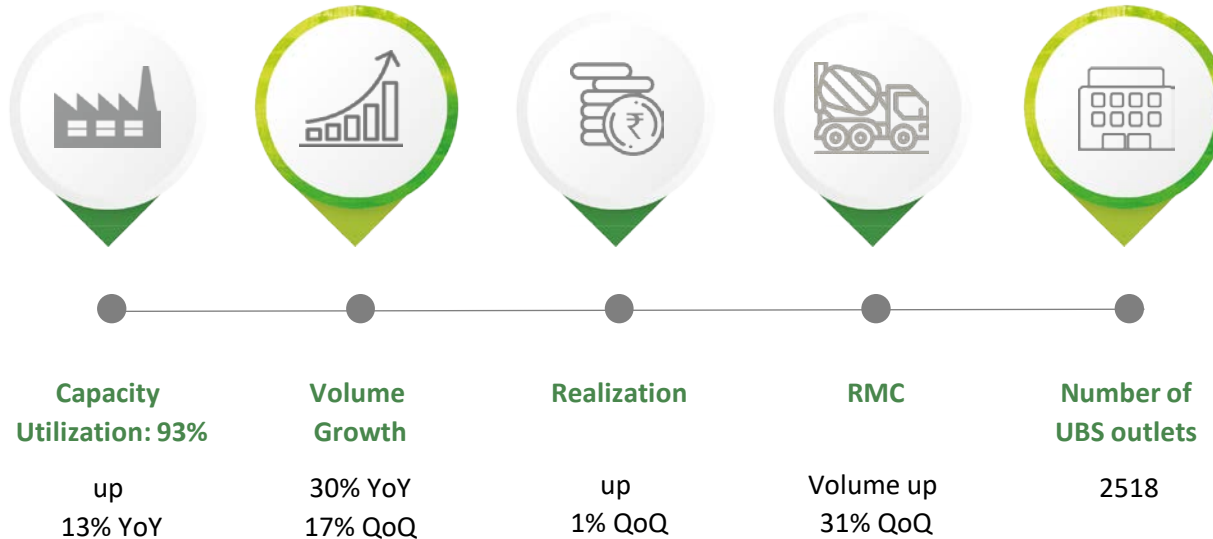 ₹
Capacity
Utilization: 93%
up
13% YoY
Volume
Growth
30% YoY
17% QoQ
Realization
up
1% QoQ
RMC
Volume up
31% QoQ
Number of
UBS outlets
2518